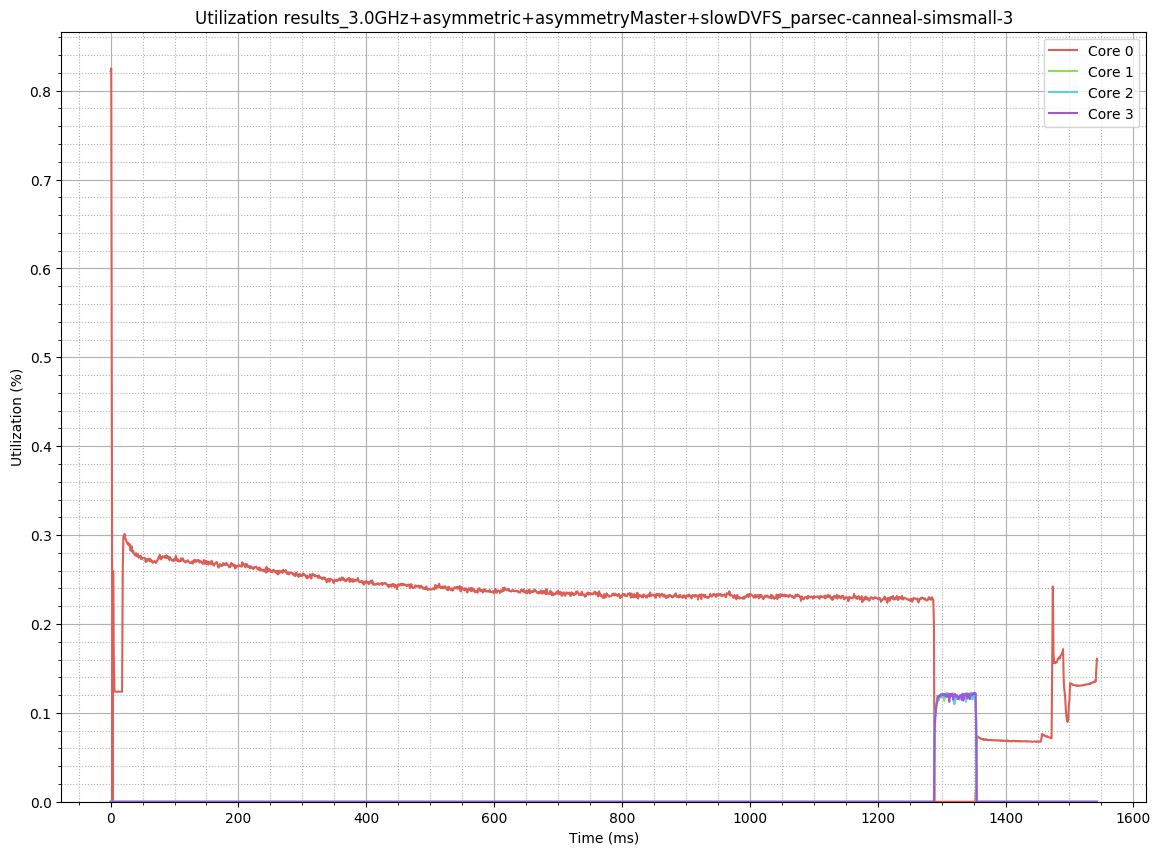 Utilization results_3.0GHz+asymmetric+asymmetryMaster+slowDVFS_parsec-canneal-simsmall-3
Core 0
Core 1
Core 2
Core 3
Utilization (%)
0.8
0.7
0.6
0.5
0.4
0.3
0.2
0.1
0.0
0 200 400 600 800 1000 1200 1400 1600
Time (ms)